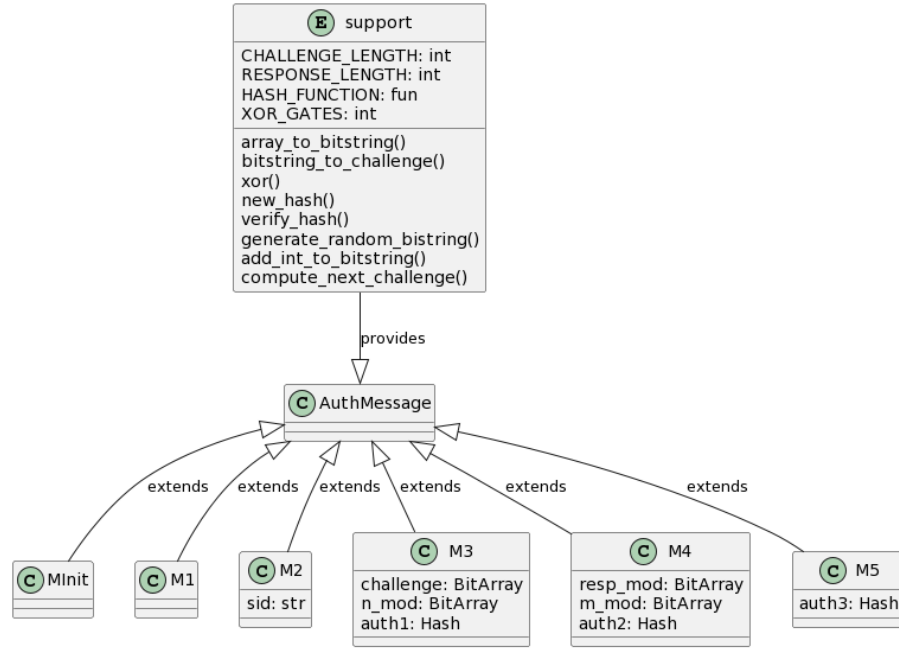 E support
CHALLENGE_LENGTH: int
RESPONSE_LENGTH: int
HASH_FUNCTION: fun
XOR_GATES: int
array_to_bitstring()
bitstring_to_challenge()
xor()
new_hash()
verify_hash()
generate_random_bistring()
add_int_to_bitstring()
compute_next_challenge()
provides
C AuthMessage
extends
extends
extends
extends
extends
extends
C MInit
C M1
C M2
sid: str
C M3
challenge: BitArray
n_mod: BitArray
auth1: Hash
C M4
resp_mod: BitArray
m_mod: BitArray
auth2: Hash
C M5
auth3: Hash